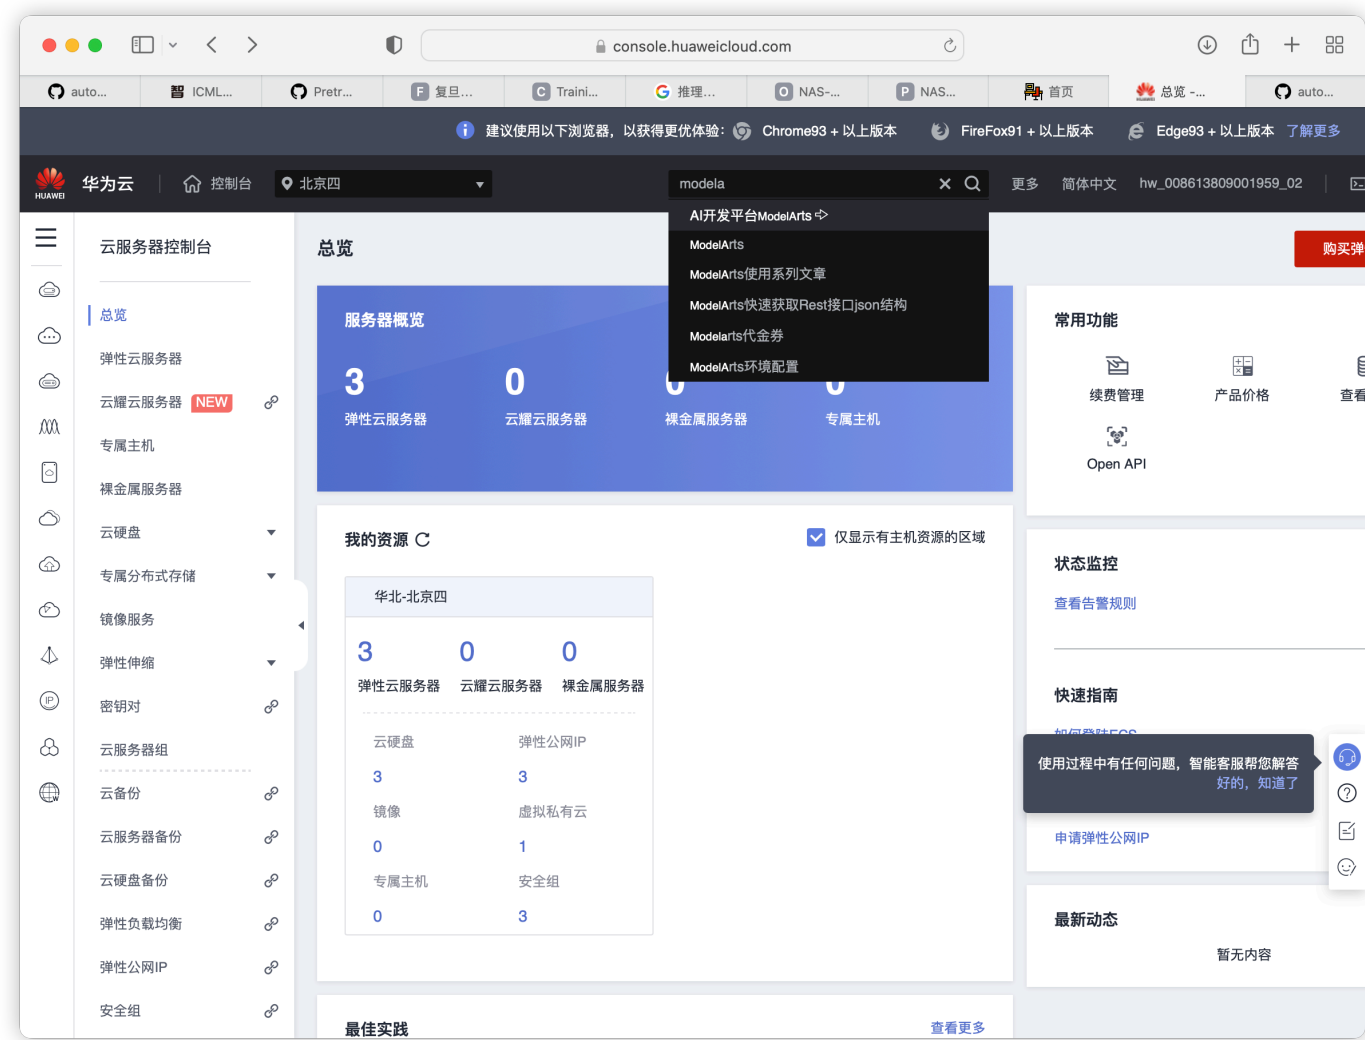 console.huaweicloud.com
auto...
ICML...
Pretr...
复旦...
Traini...
推理...
NAS-...
NAS...
首页
总览 -...
auto...
建议使用以下浏览器，以获得更优体验：
Chrome93 + 以上版本
FireFox91 + 以上版本
Edge93 + 以上版本
了解更多
HUAWEI
华为云
控制台
北京四
modela
更多
简体中文
hw_008613809001959_02
AI开发平台ModelArts
ModelArts
ModelArts使用系列文章
ModelArts快速获取Rest接口json结构
Modelarts代金券
ModelArts环境配置
云服务器控制台
总览
弹性云服务器
云耀云服务器 NEW
专属主机
裸金属服务器
云硬盘
专属分布式存储
镜像服务
弹性伸缩
密钥对
云服务器组
云备份
云服务器备份
云硬盘备份
弹性负载均衡
弹性公网IP
安全组
总览
购买弹
服务器概览
3 0 0 0
弹性云服务器 云耀云服务器 裸金属服务器 专属主机
我的资源
仅显示有主机资源的区域
华北-北京四
3 0 0
弹性云服务器 云耀云服务器 裸金属服务器
云硬盘 弹性公网IP
3 3
镜像 虚拟私有云
0 1
专属主机 安全组
0 3
最佳实践
查看更多
常用功能
续费管理 产品价格 查看
Open API
状态监控
查看告警规则
快速指南
如何登陆ECS
使用过程中有任何问题，智能客服帮您解答
好的，知道了
申请弹性公网IP
最新动态
暂无内容